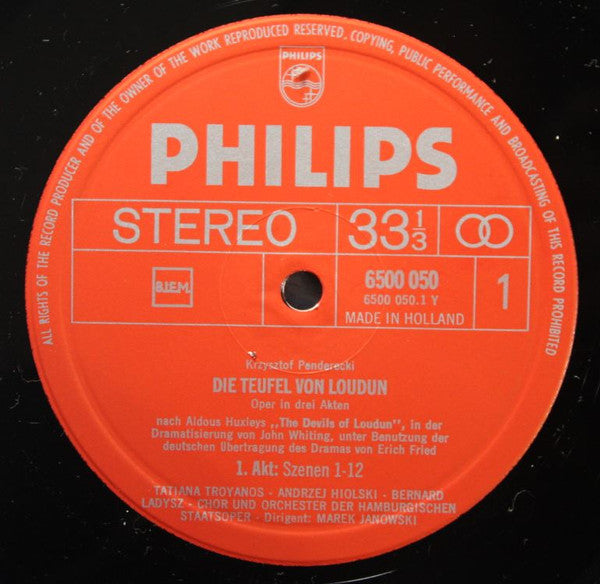 ALL RIGHTS OF THE RECORD PRODUCER AND OF THE OWNER OF THE WORK REPRODUCED RESERVED. COPYING, PUBLIC PERFORMANCE AND BROADCASTING OF THIS RECORD PROHIBITED
PHILIPS
PHILIPS
STEREO 33⅓
B.I.E.M. 6500 050 1
6500 050.1 Y
MADE IN HOLLAND
Krzysztof Penderecki
DIE TEUFEL VON LOUDUN
Oper in drei Akten
nach Aldous Huxleys „The Devils of Loudun", in der
Dramatisierung von John Whiting, unter Benutzung der
deutschen Übertragung des Dramas von Erich Fried
1. Akt: Szenen 1-12
TATIANA TROYANOS - ANDRZEJ HIOLSKI - BERNARD
LADYSZ - CHOR UND ORCHESTER DER HAMBURGISCHEN
STAATSOPER - Dirigent: MAREK JANOWSKI